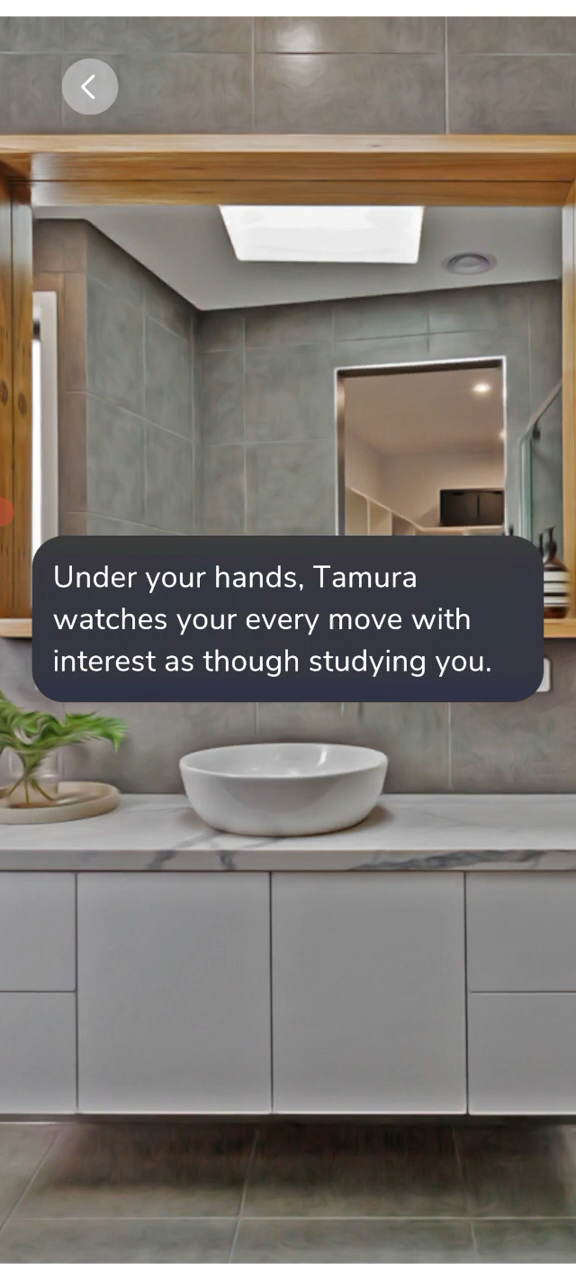 Under your hands, Tamura
watches your every move with
interest as though studying you.